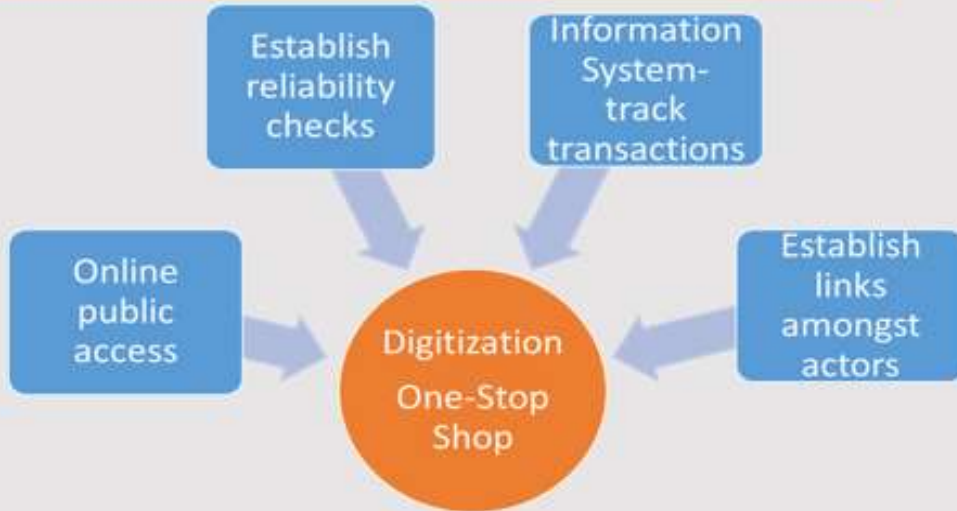 Establish
reliability
checks
Information
System-
track
transactions
Online
public
access
Establish
links
amongst
actors
Digitization
One-Stop
Shop